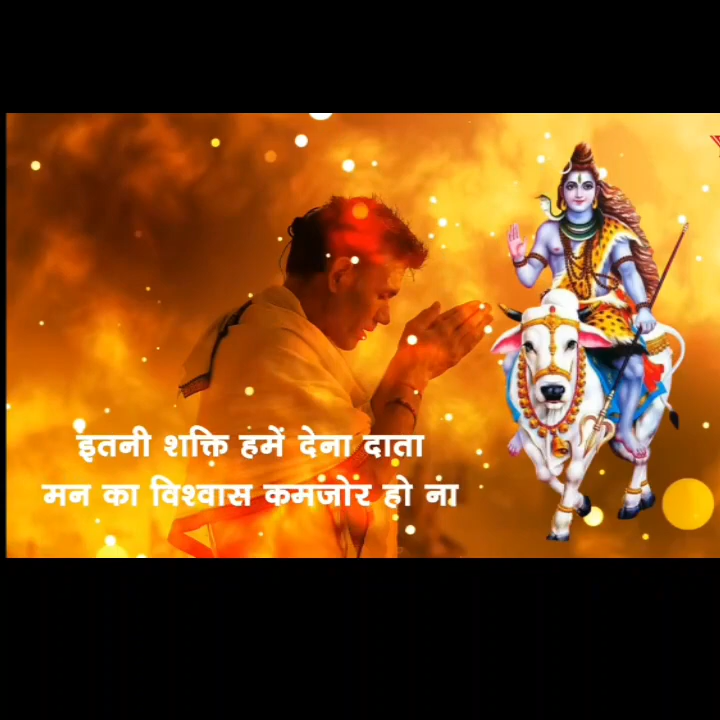 इतनी शक्ति हमें देना दाता
मन का विश्वास कमजोर हो ना